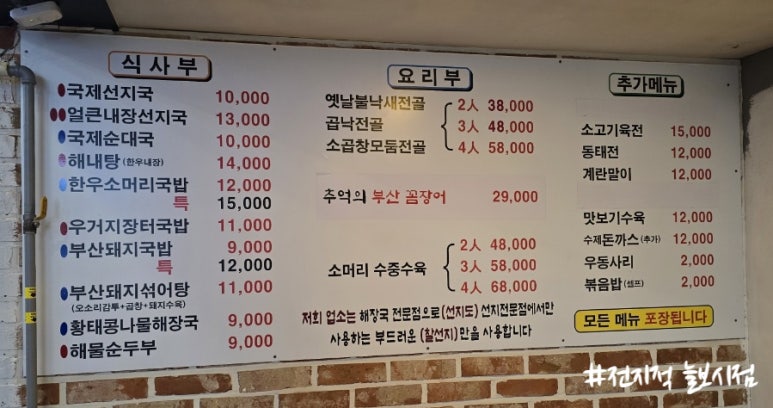 식사부
국제선지국 10,000
얼큰내장선지국 13,000
국제순대국 10,000
해내탕 (한우내장) 14,000
한우소머리국밥 12,000
특 15,000
우거지장터국밥 11,000
부산돼지국밥 9,000
특 12,000
부산돼지섞어탕 11,000
(오소리감투+곱창+돼지수육)
황태콩나물해장국 9,000
해물순두부 9,000
요리부
옛날불낙새전골 2人 38,000
곱낙전골 3人 48,000
소곱창모둠전골 4人 58,000
추억의 부산 꼼장어 29,000
2人 48,000
소머리 수중수육 3人 58,000
4人 68,000
저희 업소는 해장국 전문점으로 (선지도) 선지전문점에서만
사용하는 부드러운 (찰선지)만을 사용합니다
추가메뉴
소고기육전 15,000
동태전 12,000
계란말이 12,000
맛보기수육 12,000
수제돈까스 (추가) 12,000
우동사리 2,000
볶음밥 (셀프) 2,000
모든 메뉴 포장됩니다
#전지적 눈보시점